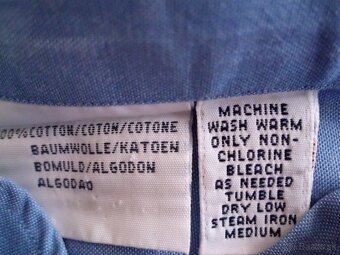 100%COTTON/COTON/COTONE
BAUMWOLLE/KATOEN
BOMULD/ALGODON
ALGODAO
MACHINE
WASH WARM
ONLY NON-
CHLORINE
BLEACH
AS NEEDED
TUMBLE
DRY LOW
STEAM IRON
MEDIUM